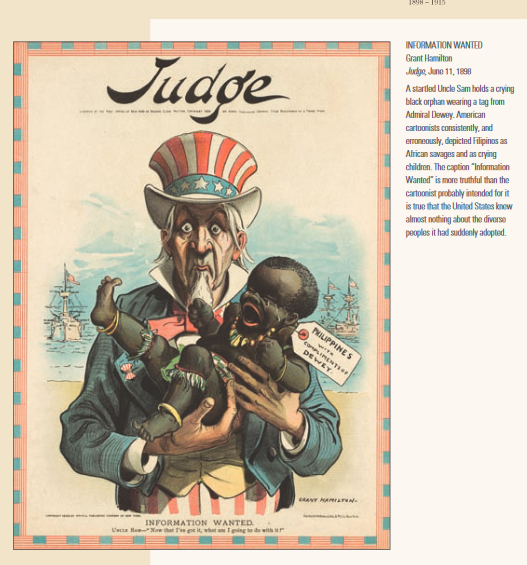 1898 – 1915
Judge
INFORMATION WANTED
Grant Hamilton
Judge, June 11, 1898
A startled Uncle Sam holds a crying
black orphan wearing a tag from
Admiral Dewey. American
cartoonists consistently, and
erroneously, depicted Filipinos as
African savages and as crying
children. The caption "Information
Wanted" is more truthful than the
cartoonist probably intended for it
is true that the United States knew
almost nothing about the diverse
peoples it had suddenly adopted.
PHILIPPINES
WITH
COMPLIMENTS OF
DEWEY.
GRANT HAMILTON-
INFORMATION WANTED.
UNCLE SAM—"Now that I've got it, what am I going to do with it?"